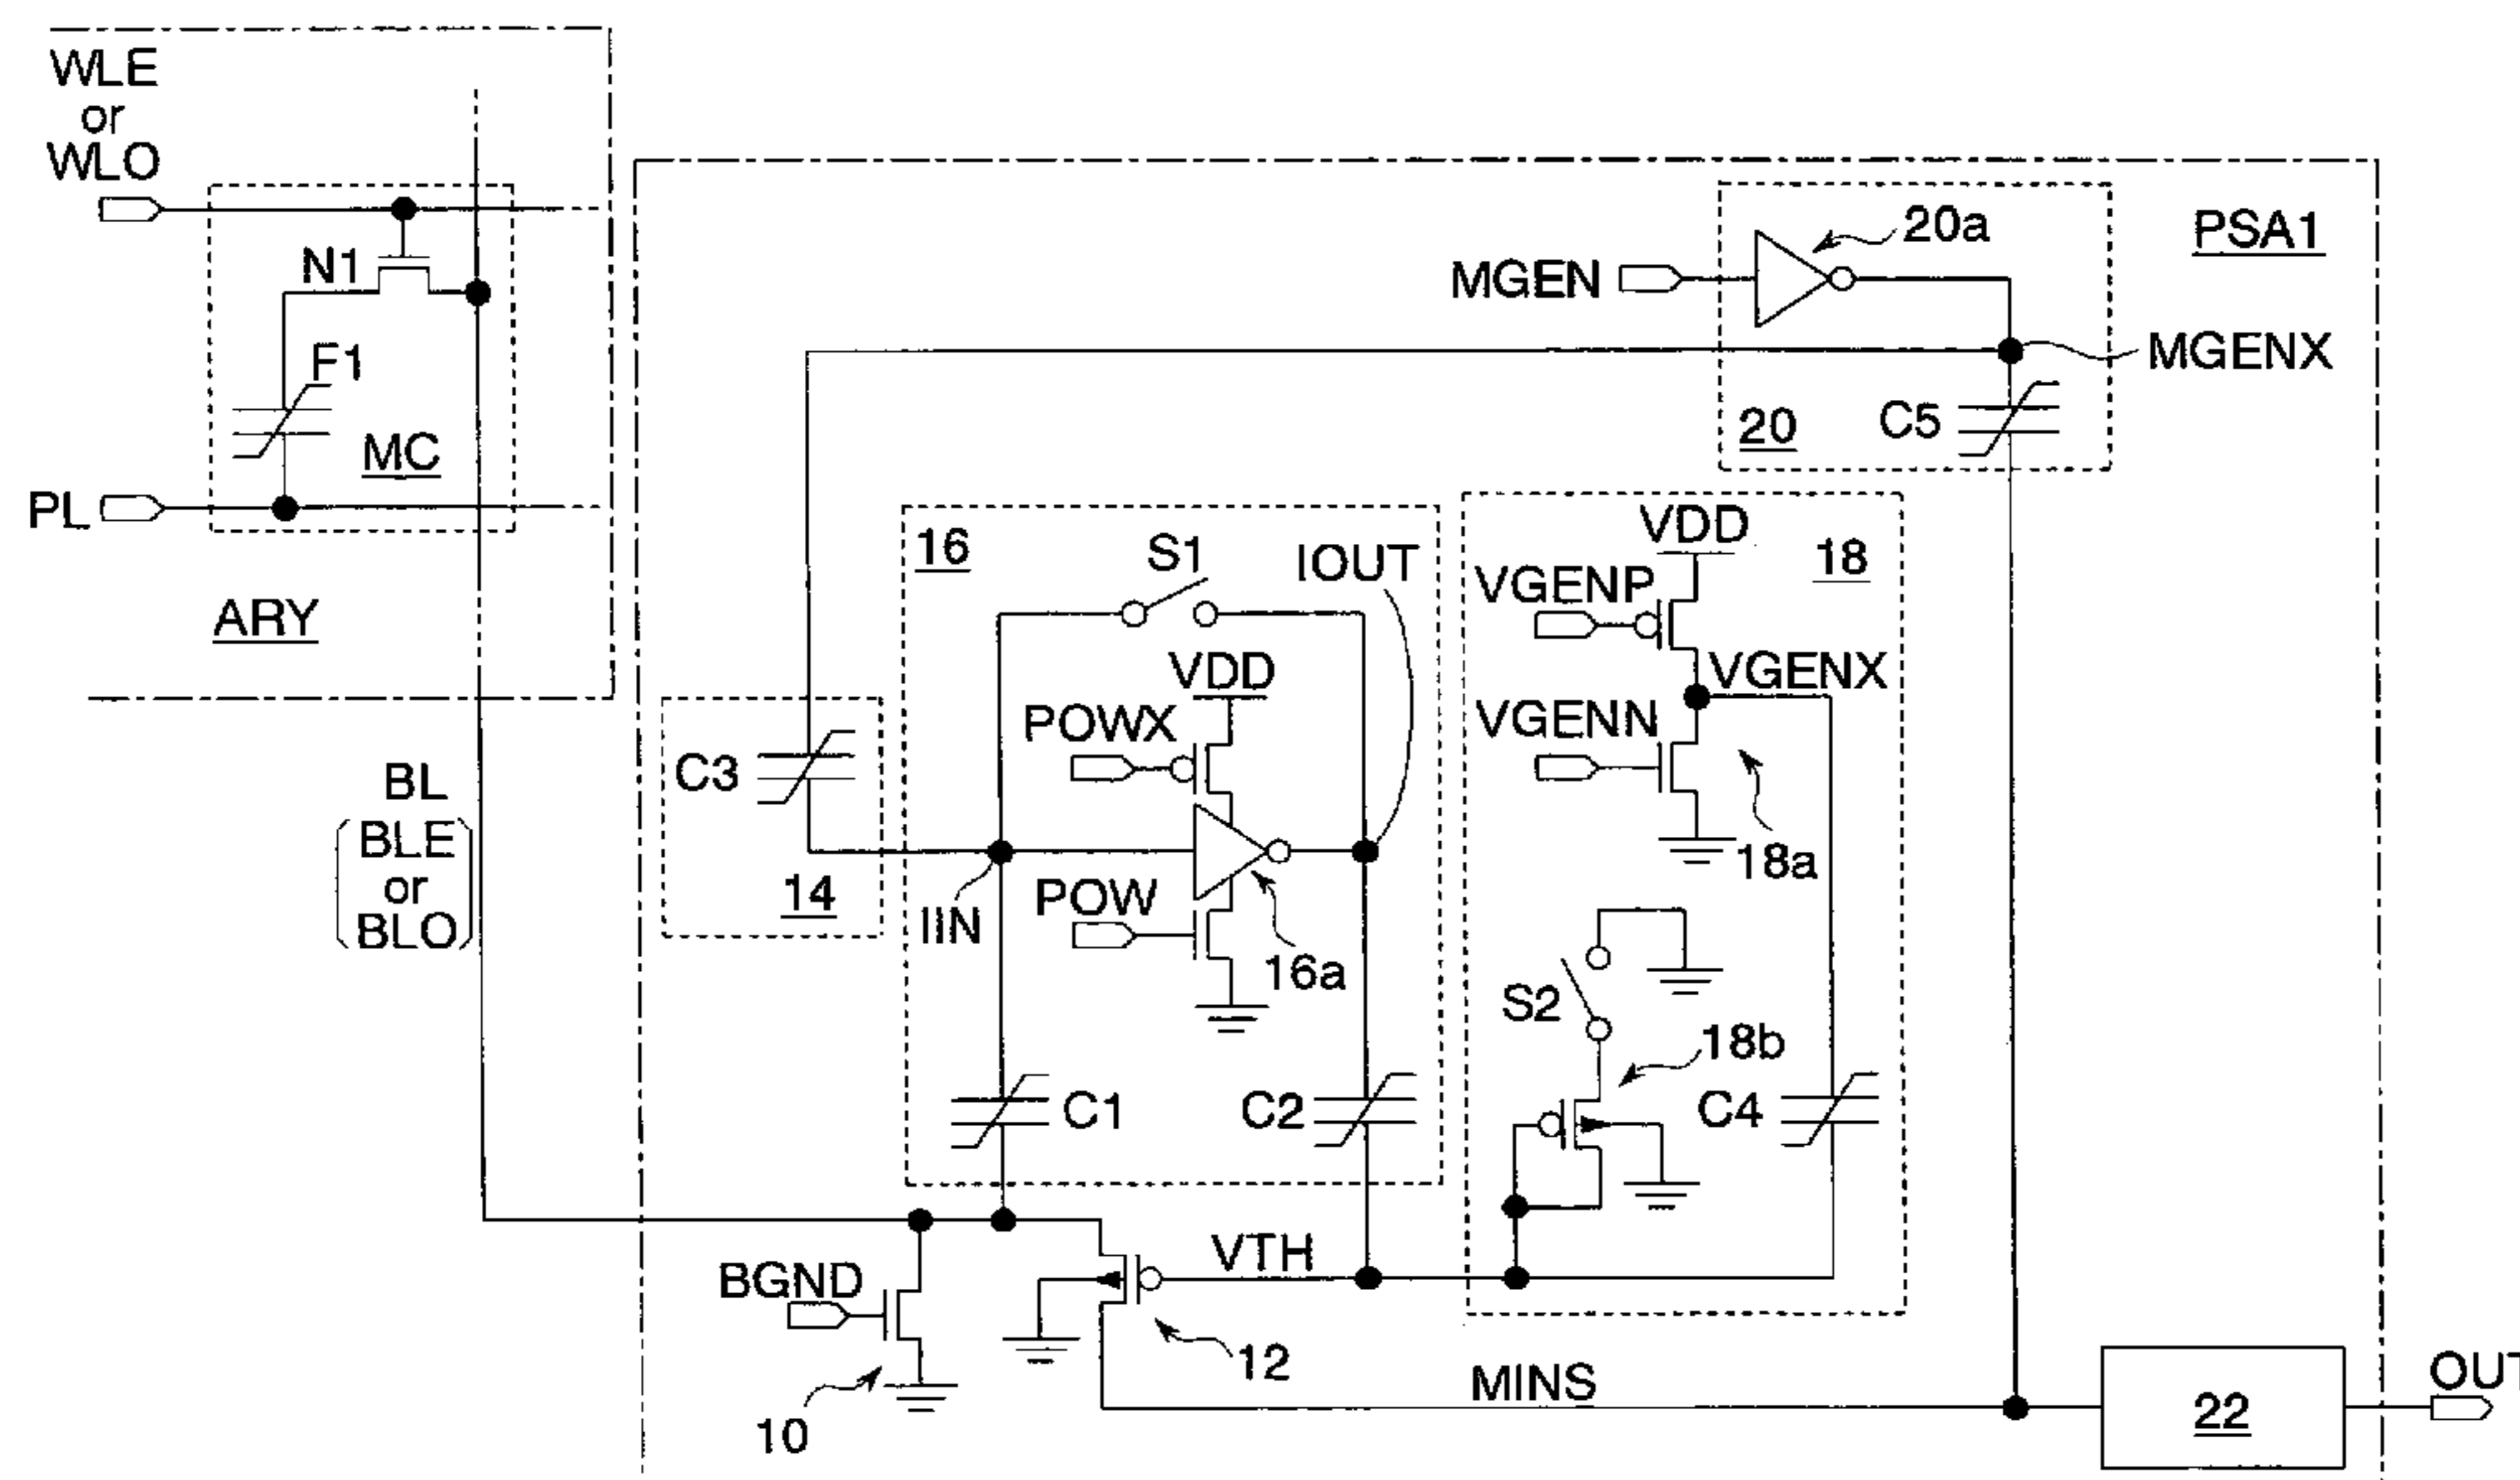 WLE
or
WLO
N1
F1
MC
PL
ARY
BL
BLE
or
BLO
PSA1
MGEN
20a
MGENX
20
C5
16
S1
IOUT
VDD
POWX
POW
16a
IIN
C3
14
C1
C2
18
VDD
VGENP
VGENX
VGENN
18a
S2
18b
C4
BGND
10
VTH
12
MINS
22
OUT